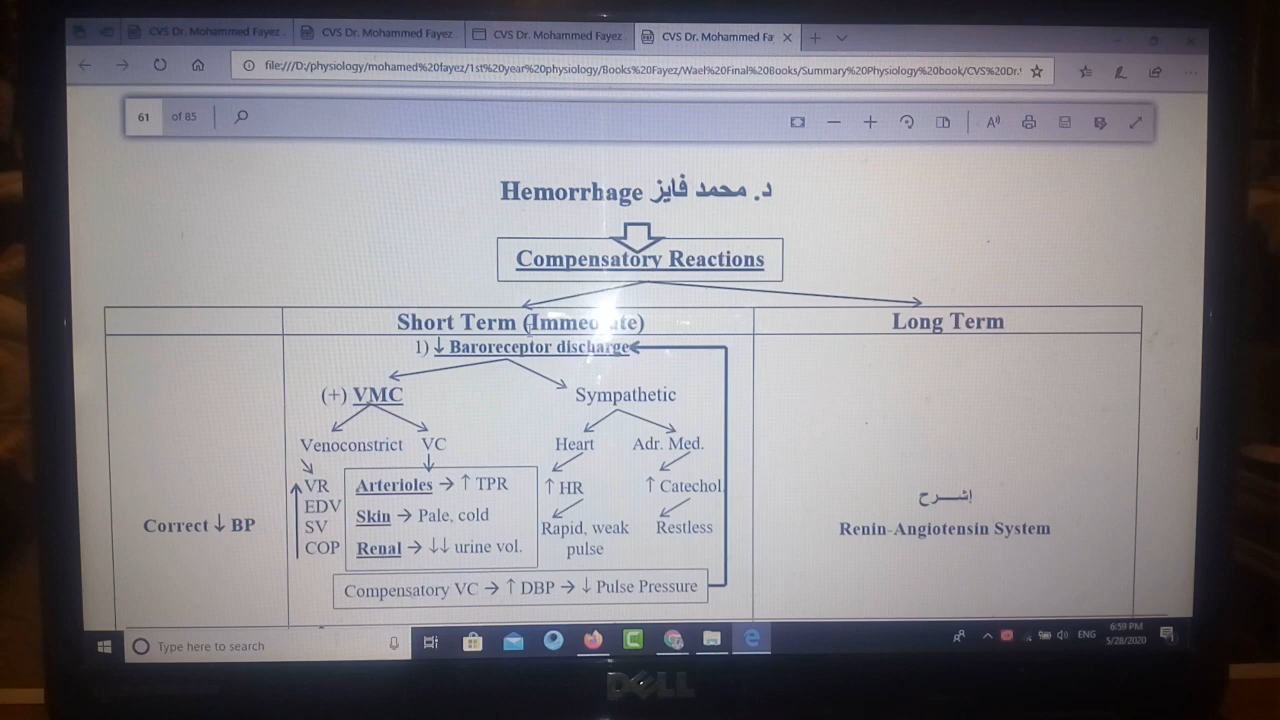 CVS Dr. Mohammed Fayez
CVS Dr. Mohammed Fayez
CVS Dr. Mohammed Fayez
CVS Dr. Mohammed Fa
file:///D:/physiology/mohamed%20fayez/1st%20year%20physiology/Books%20Fayez/Wael%20Final%20Books/Summary%20Physiology%20book/CVS%20Dr.
61 of 85
Hemorrhage د. محمد فايز
Compensatory Reactions
Short Term (Imme te) Long Term
1) ↓ Baroreceptor discharge
(+) VMC Sympathetic
Venoconstrict VC Heart Adr. Med.
↑ VR Arterioles → ↑ TPR ↑ HR ↑ Catechol
EDV Skin → Pale, cold
SV Rapid, weak Restless
COP Renal → ↓↓ urine vol. pulse
Correct ↓ BP
إشـــرح
Renin-Angiotensin System
Compensatory VC → ↑ DBP → ↓ Pulse Pressure
Type here to search
ENG
6:59 PM
5/28/2020
DELL